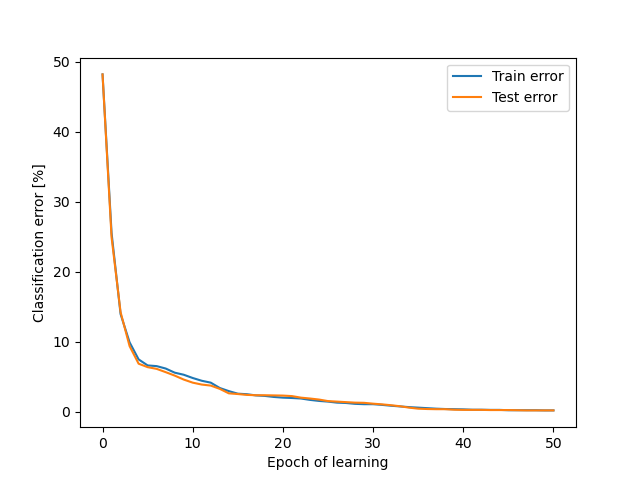 50
40
30
20
10
0
Classification error [%]
Train error
Test error
0 10 20 30 40 50
Epoch of learning